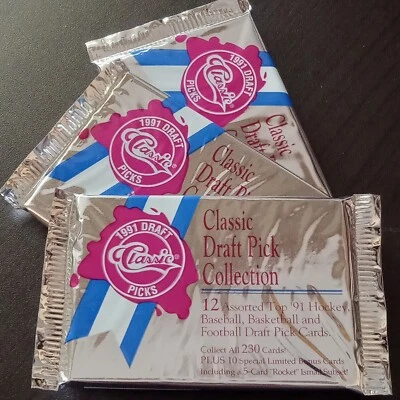 1991 DRAFT
Classic
PICKS
1991 DRAFT
Classic
PICKS
Classic
Draft Pick
1991 DRAFT
Classic
PICKS
Classic
Draft Pick
Collection
12 Assorted Top '91 Hockey,
Baseball, Basketball and
Football Draft Pick Cards.
Collect All 230 Cards!
PLUS 10 Special Limited Bonus Cards
including a 5-Card "Rocket" Ismail Subset!